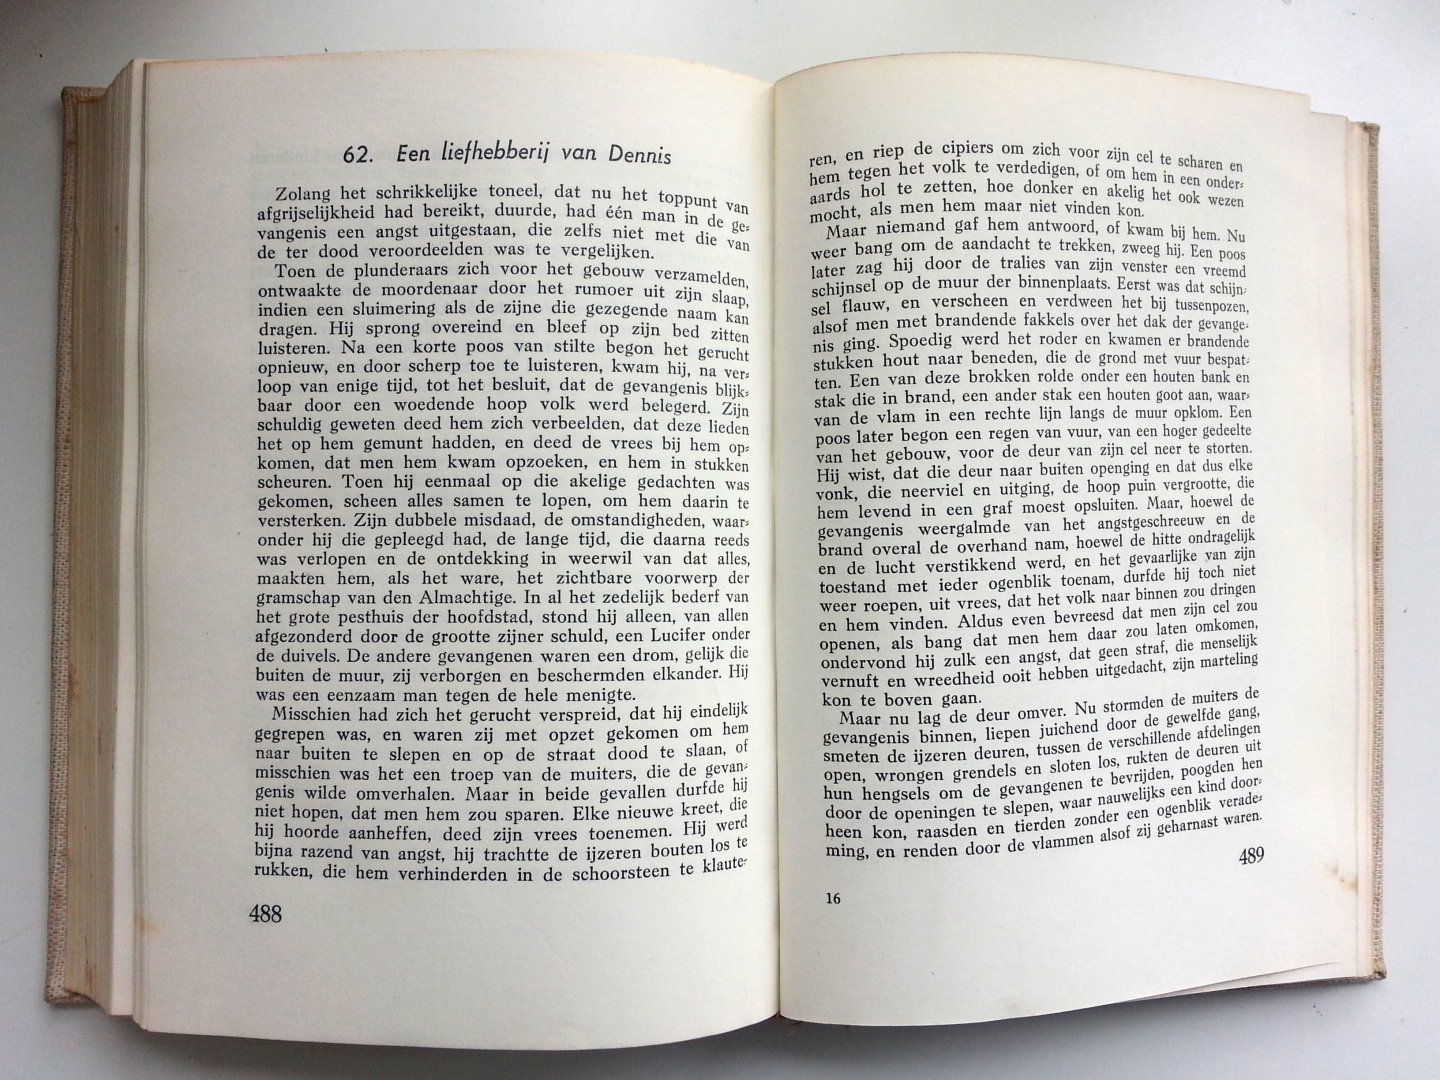 62. Een liefhebberij van Dennis
Zolang het schrikkelijke toneel, dat nu het toppunt van
afgrijselijkheid had bereikt, duurde, had één man in de ge-
vangenis een angst uitgestaan, die zelfs niet met die van
de ter dood veroordeelden was te vergelijken.
Toen de plunderaars zich voor het gebouw verzamelden,
ontwaakte de moordenaar door het rumoer uit zijn slaap,
indien een sluimering als de zijne die gezegende naam kan
dragen. Hij sprong overeind en bleef op zijn bed zitten
luisteren. Na een korte poos van stilte begon het gerucht
opnieuw, en door scherp toe te luisteren, kwam hij, na ver-
loop van enige tijd, tot het besluit, dat de gevangenis blijk-
baar door een woedende hoop volk werd belegerd. Zijn
schuldig geweten deed hem zich verbeelden, dat deze lieden
het op hem gemunt hadden, en deed de vrees bij hem op-
komen, dat men hem kwam opzoeken, en hem in stukken
scheuren. Toen hij eenmaal op die akelige gedachten was
gekomen, scheen alles samen te lopen, om hem daarin te
versterken. Zijn dubbele misdaad, de omstandigheden, waar-
onder hij die gepleegd had, de lange tijd, die daarna reeds
was verlopen en de ontdekking in weerwil van dat alles,
maakten hem, als het ware, het zichtbare voorwerp der
gramschap van den Almachtige. In al het zedelijk bederf van
het grote pesthuis der hoofdstad, stond hij alleen, van allen
afgezonderd door de grootte zijner schuld, een Lucifer onder
de duivels. De andere gevangenen waren een drom, gelijk die
buiten de muur, zij verborgen en beschermden elkander. Hij
was een eenzaam man tegen de hele menigte.
Misschien had zich het gerucht verspreid, dat hij eindelijk
gegrepen was, en waren zij met opzet gekomen om hem
naar buiten te slepen en op de straat dood te slaan, of
misschien was het een troep van de muiters, die de gevan-
genis wilde omverhalen. Maar in beide gevallen durfde hij
niet hopen, dat men hem zou sparen. Elke nieuwe kreet, die
hij hoorde aanheffen, deed zijn vrees toenemen. Hij werd
bijna razend van angst, hij trachtte de ijzeren bouten los te
rukken, die hem verhinderden in de schoorsteen te klaute-
488
ren, en riep de cipiers om zich voor zijn cel te scharen en
hem tegen het volk te verdedigen, of om hem in een onder-
aards hol te zetten, hoe donker en akelig het ook wezen
mocht, als men hem maar niet vinden kon.
Maar niemand gaf hem antwoord, of kwam bij hem. Nu
weer bang om de aandacht te trekken, zweeg hij. Een poos
later zag hij door de tralies van zijn venster een vreemd
schijnsel op de muur der binnenplaats. Eerst was dat schijn-
sel flauw, en verscheen en verdween het bij tussenpozen,
alsof men met brandende fakkels over het dak der gevange-
nis ging. Spoedig werd het roder en kwamen er brandende
stukken hout naar beneden, die de grond met vuur bespat-
ten. Een van deze brokken rolde onder een houten bank en
stak die in brand, een ander stak een houten goot aan, waar-
van de vlam in een rechte lijn langs de muur opklom. Een
poos later begon een regen van vuur, van een hoger gedeelte
van het gebouw, voor de deur van zijn cel neer te storten.
Hij wist, dat die deur naar buiten openging en dat dus elke
vonk, die neerviel en uitging, de hoop puin vergrootte, die
hem levend in een graf moest opsluiten. Maar, hoewel de
gevangenis weergalmde van het angstgeschreeuw en de
brand overal de overhand nam, hoewel de hitte ondragelijk
en de lucht verstikkend werd, en het gevaarlijke van zijn
toestand met ieder ogenblik toenam, durfde hij toch niet
weer roepen, uit vrees, dat het volk naar binnen zou dringen
en hem vinden. Aldus even bevreesd dat men zijn cel zou
openen, als bang dat men hem daar zou laten omkomen,
ondervond hij zulk een angst, dat geen straf, die menselijk
vernuft en wreedheid ooit hebben uitgedacht, zijn marteling
kon te boven gaan.
Maar nu lag de deur omver. Nu stormden de muiters de
gevangenis binnen, liepen juichend door de gewelfde gang,
smeten de ijzeren deuren, tussen de verschillende afdelingen
open, wrongen grendels en sloten los, rukten de deuren uit
hun hengsels om de gevangenen te bevrijden, poogden hen
door de openingen te slepen, waar nauwelijks een kind door-
heen kon, raasden en tierden zonder een ogenblik verade-
ming, en renden door de vlammen alsof zij geharnast waren.
489
16